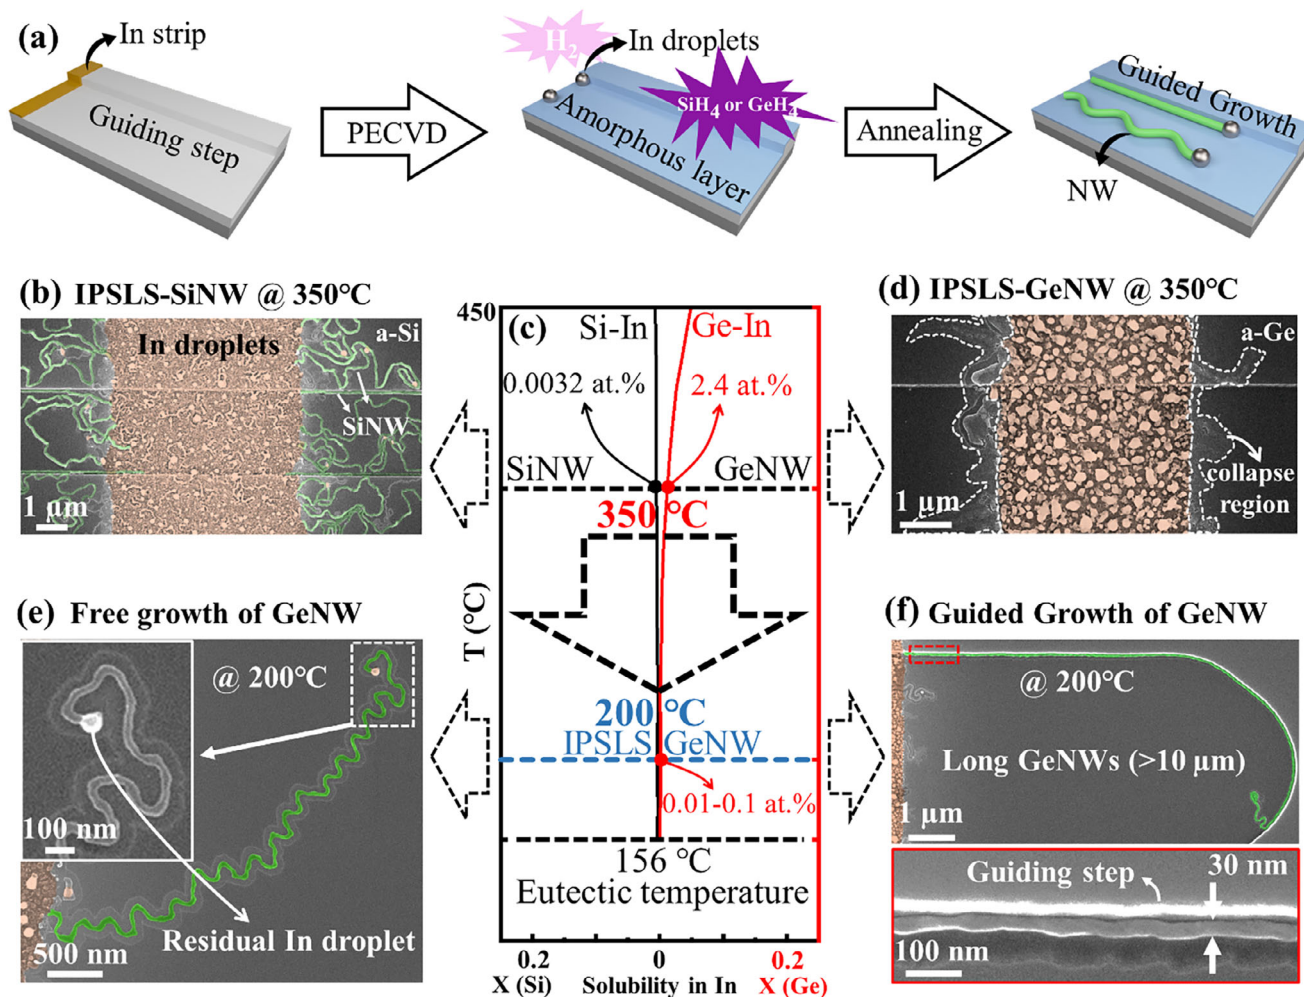 (a)
In strip
Guiding step
PECVD
H2
In droplets
SiH4 or GeH4
Amorphous layer
Annealing
Guided Growth
NW
(b) IPSLS-SiNW @ 350°C
In droplets
a-Si
SiNW
1 μm
(c)
450
Si-In
Ge-In
0.0032 at.%
2.4 at.%
SiNW
GeNW
350 °C
T (°C)
200 °C
IPSLS GeNW
0.01-0.1 at.%
156 °C
Eutectic temperature
0.2
0
0.2
X (Si)
Solubility in In
X (Ge)
(d) IPSLS-GeNW @ 350°C
a-Ge
collapse
region
1 μm
(e) Free growth of GeNW
@ 200°C
100 nm
Residual In droplet
500 nm
(f) Guided Growth of GeNW
@ 200°C
Long GeNWs (>10 μm)
1 μm
Guiding step
30 nm
100 nm